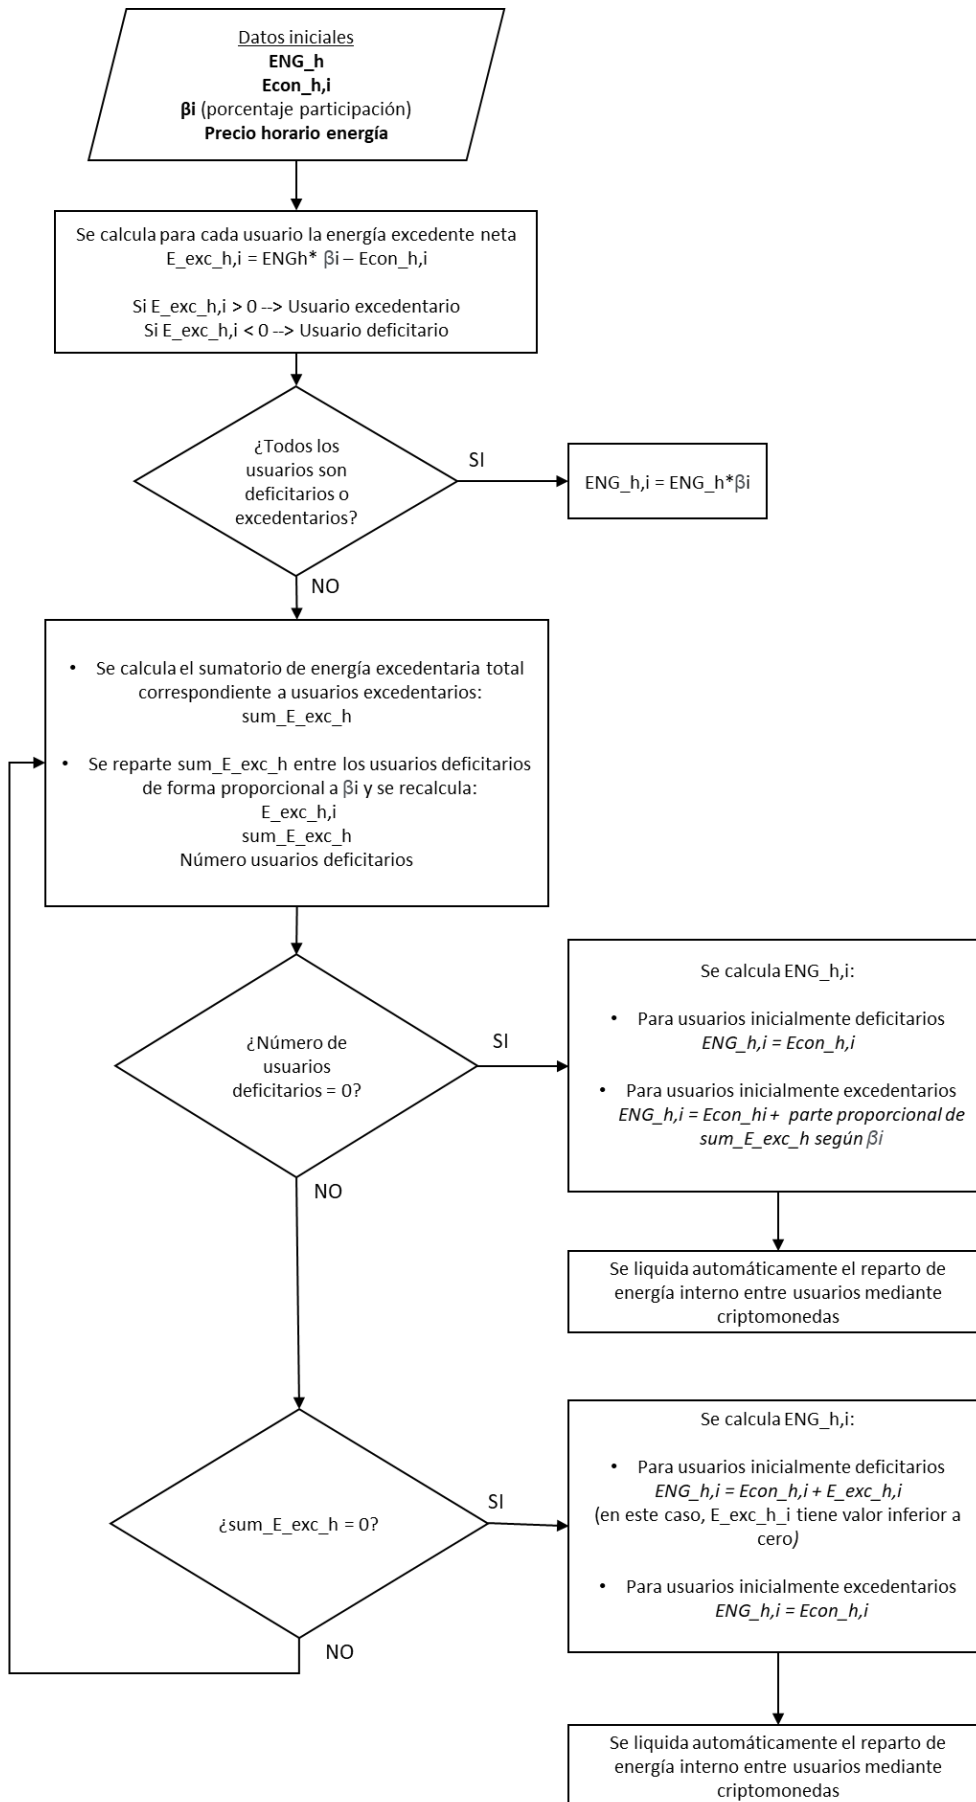 Datos iniciales
ENG_h
Econ_h,i
βi (porcentaje participación)
Precio horario energía
Se calcula para cada usuario la energía excedente neta
E_exc_h,i = ENGh* βi – Econ_h,i
Si E_exc_h,i > 0 --> Usuario excedentario
Si E_exc_h,i < 0 --> Usuario deficitario
¿Todos los
usuarios son
deficitarios o
excedentarios?
SI
ENG_h,i = ENG_h*βi
NO
• Se calcula el sumatorio de energía excedentaria total
correspondiente a usuarios excedentarios:
sum_E_exc_h
• Se reparte sum_E_exc_h entre los usuarios deficitarios
de forma proporcional a βi y se recalcula:
E_exc_h,i
sum_E_exc_h
Número usuarios deficitarios
¿Número de
usuarios
deficitarios = 0?
SI
Se calcula ENG_h,i:
• Para usuarios inicialmente deficitarios
ENG_h,i = Econ_h,i
• Para usuarios inicialmente excedentarios
ENG_h,i = Econ_hi + parte proporcional de
sum_E_exc_h según βi
NO
Se liquida automáticamente el reparto de
energía interno entre usuarios mediante
criptomonedas
¿sum_E_exc_h = 0?
SI
Se calcula ENG_h,i:
• Para usuarios inicialmente deficitarios
ENG_h,i = Econ_h,i + E_exc_h,i
(en este caso, E_exc_h_i tiene valor inferior a
cero)
• Para usuarios inicialmente excedentarios
ENG_h,i = Econ_h,i
NO
Se liquida automáticamente el reparto de
energía interno entre usuarios mediante
criptomonedas